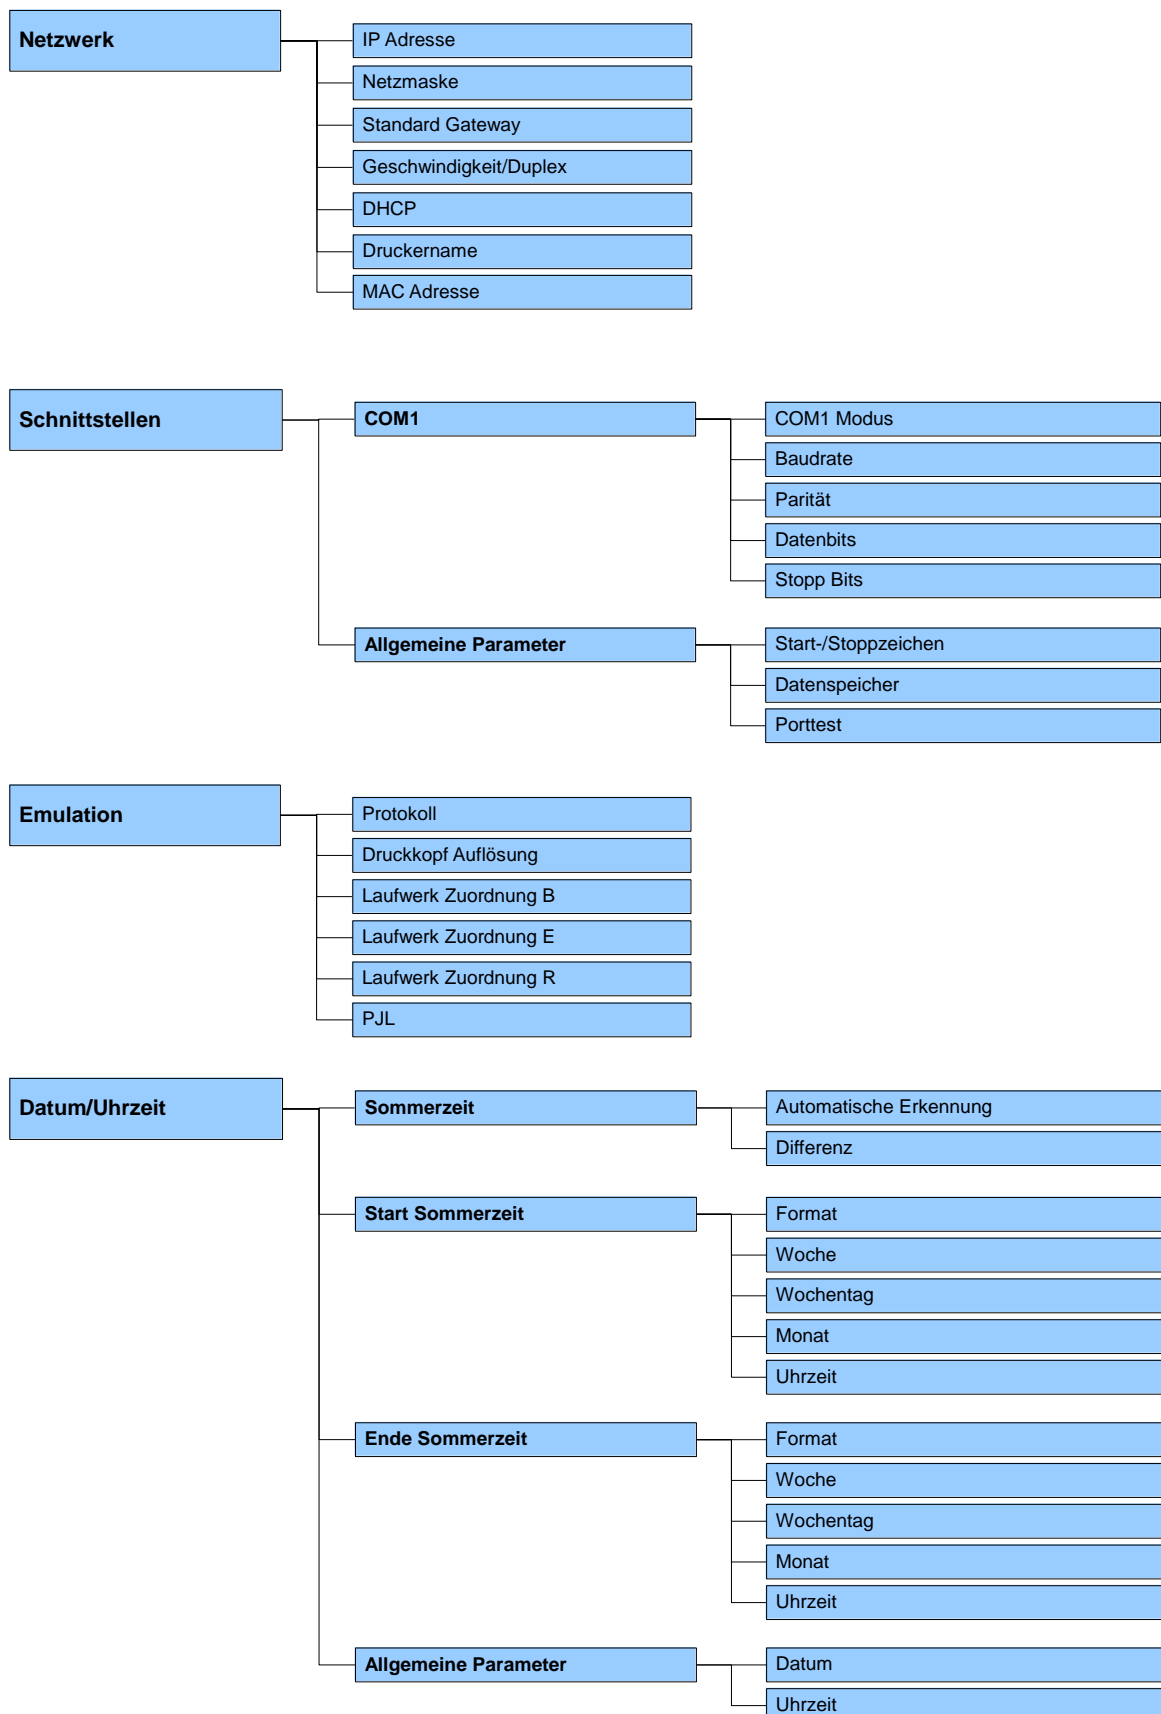 Netzwerk
IP Adresse
Netzmaske
Standard Gateway
Geschwindigkeit/Duplex
DHCP
Druckername
MAC Adresse
Schnittstellen
COM1
COM1 Modus
Baudrate
Parität
Datenbits
Stopp Bits
Allgemeine Parameter
Start-/Stoppzeichen
Datenspeicher
Porttest
Emulation
Protokoll
Druckkopf Auflösung
Laufwerk Zuordnung B
Laufwerk Zuordnung E
Laufwerk Zuordnung R
PJL
Datum/Uhrzeit
Sommerzeit
Automatische Erkennung
Differenz
Start Sommerzeit
Format
Woche
Wochentag
Monat
Uhrzeit
Ende Sommerzeit
Format
Woche
Wochentag
Monat
Uhrzeit
Allgemeine Parameter
Datum
Uhrzeit